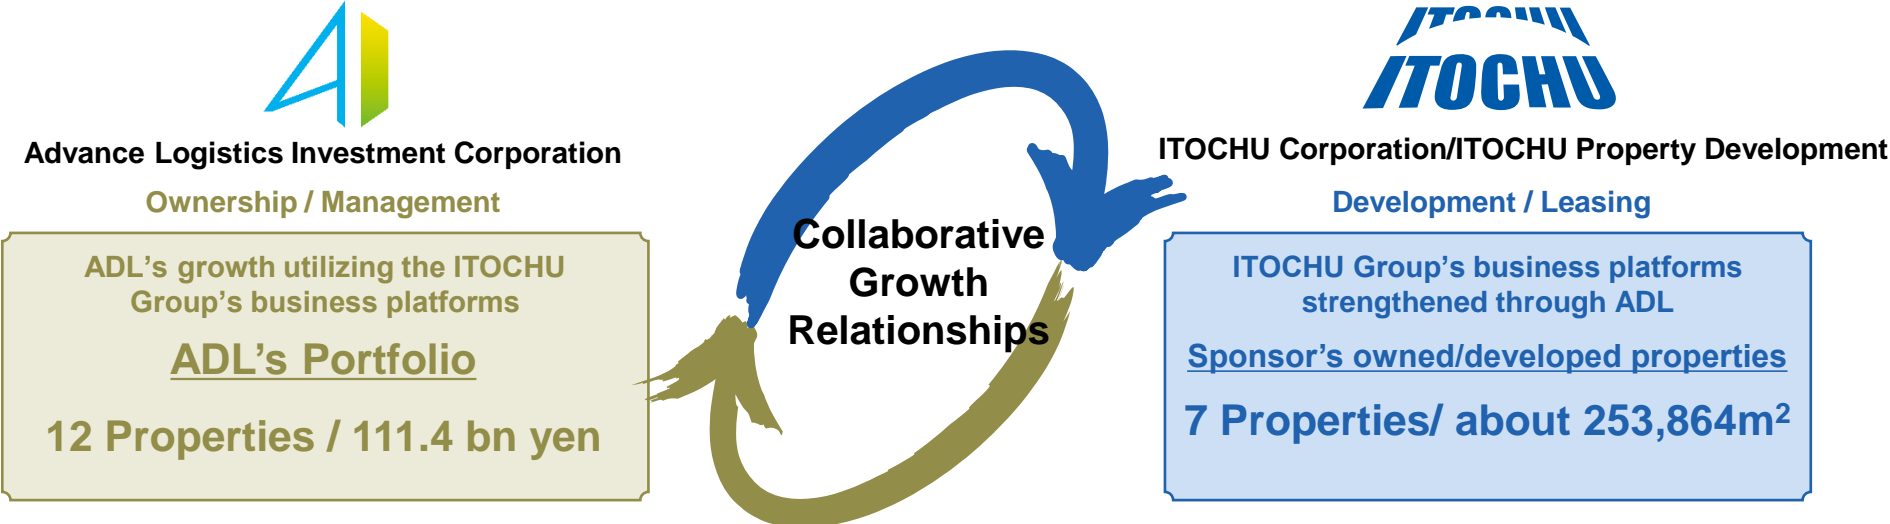 Advance Logistics Investment Corporation
Ownership / Management
ADL's growth utilizing the ITOCHU
Group's business platforms
ADL's Portfolio
12 Properties / 111.4 bn yen
Collaborative
Growth
Relationships
ITOCHU
ITOCHU
ITOCHU Corporation/ITOCHU Property Development
Development / Leasing
ITOCHU Group's business platforms
strengthened through ADL
Sponsor's owned/developed properties
7 Properties/ about 253,864m²